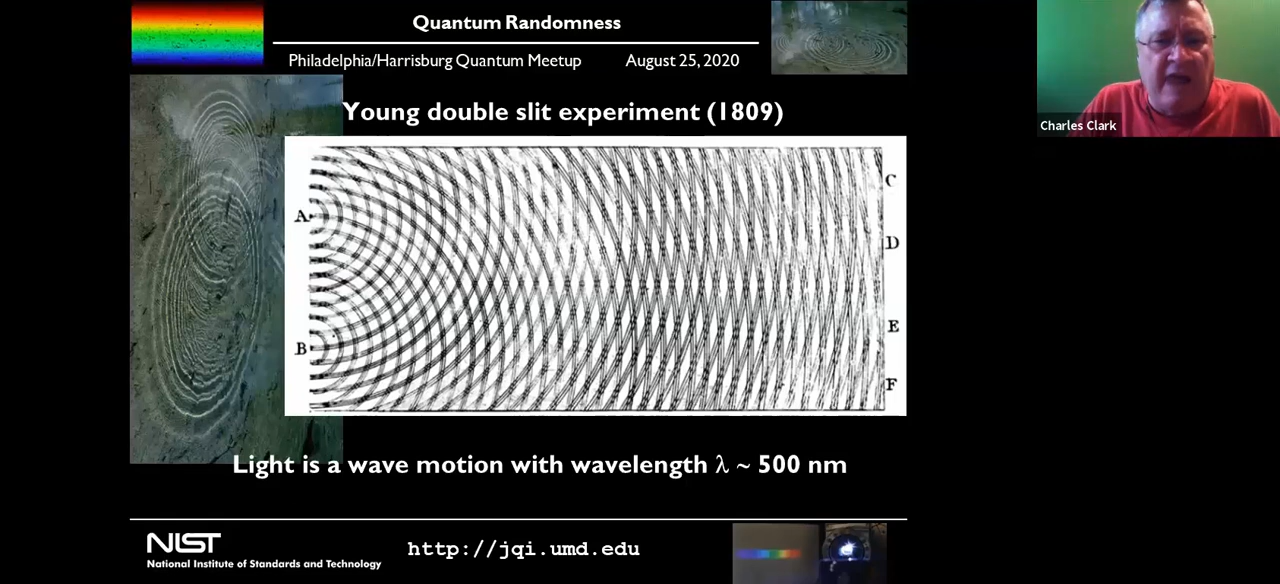 Quantum Randomness
Philadelphia/Harrisburg Quantum Meetup August 25, 2020
Charles Clark
Young double slit experiment (1809)
A
B
C
D
E
F
Light is a wave motion with wavelength λ ~ 500 nm
NIST
National Institute of Standards and Technology
http://jqi.umd.edu